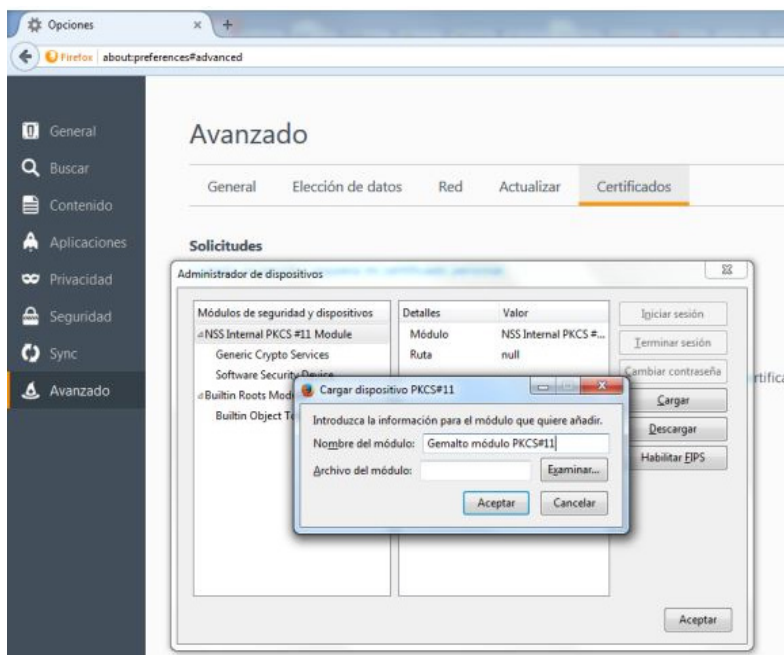 Opciones
Firefox about:preferences#advanced
General
Buscar
Contenido
Aplicaciones
Privacidad
Seguridad
Sync
Avanzado
Avanzado
General Elección de datos Red Actualizar Certificados
Solicitudes
Administrador de dispositivos
Módulos de seguridad y dispositivos
NSS Internal PKCS #11 Module
Generic Crypto Services
Software Security Device
Builtin Roots Mod
Builtin Object T
Detalles Valor
Módulo NSS Internal PKCS #...
Ruta null
Iniciar sesión
Terminar sesión
Cambiar contraseña
Cargar
Descargar
Habilitar FIPS
Cargar dispositivo PKCS#11
Introduzca la información para el módulo que quiere añadir.
Nombre del módulo: Gemalto módulo PKCS#11
Archivo del módulo: Examinar...
Aceptar Cancelar
Aceptar